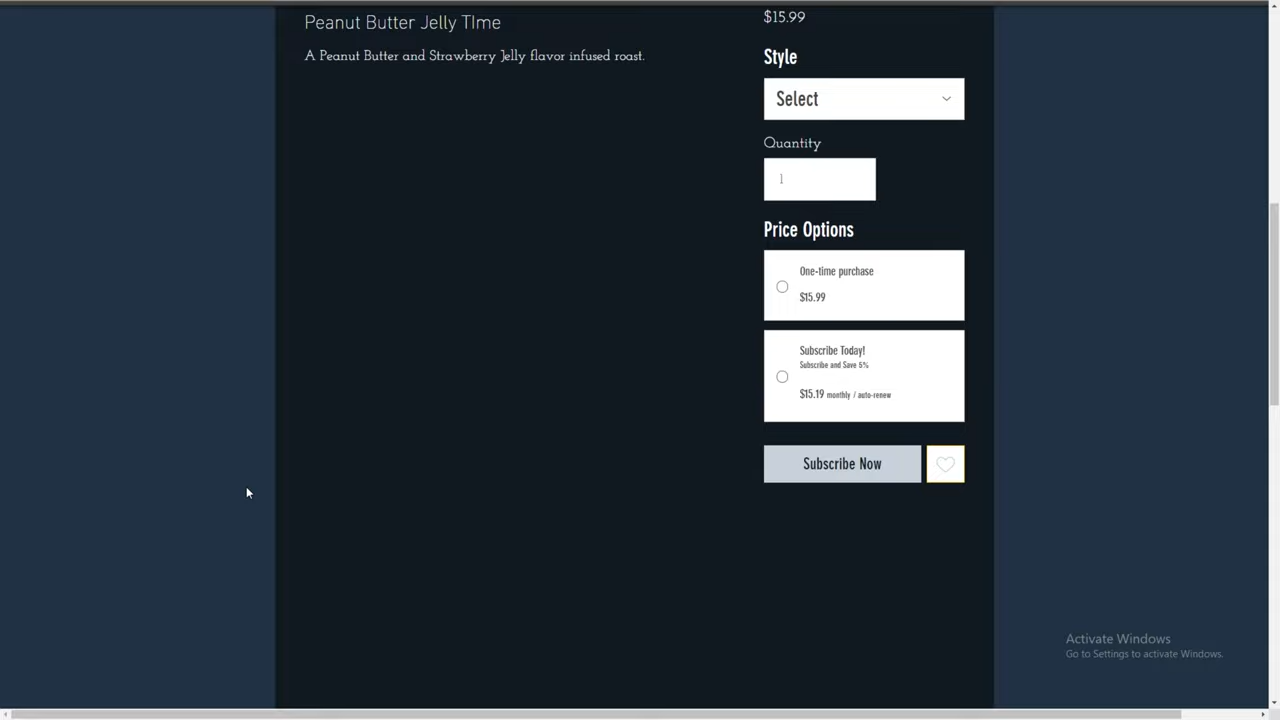 Peanut Butter Jelly TIme
A Peanut Butter and Strawberry Jelly flavor infused roast.
$15.99
Style
Select
Quantity
1
Price Options
One-time purchase
$15.99
Subscribe Today!
Subscribe and Save 5%
$15.19 monthly / auto-renew
Subscribe Now
Activate Windows
Go to Settings to activate Windows.